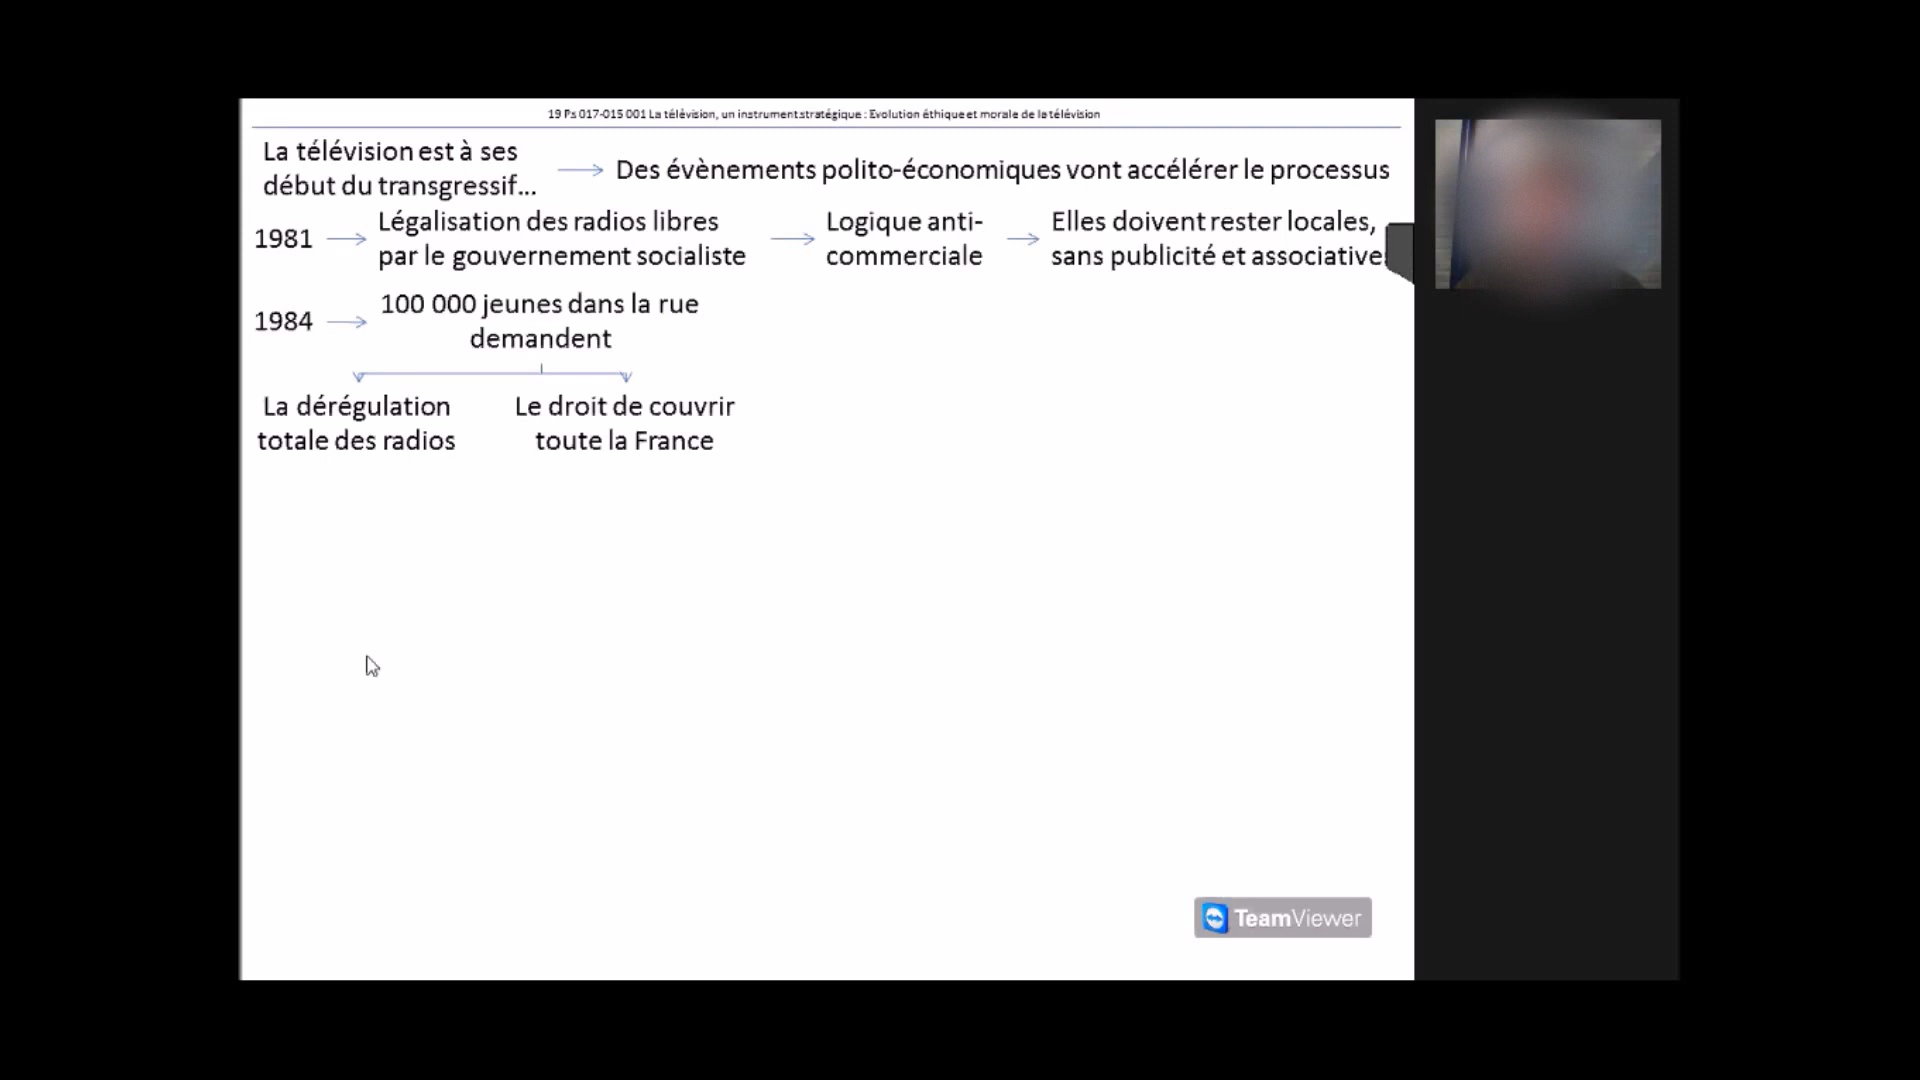 19 Ps 017-015 001 La télévision, un instrument stratégique : Evolution éthique et morale de la télévision
La télévision est à ses
début du transgressif...
Des évènements polito-économiques vont accélérer le processus
1981
Légalisation des radios libres
par le gouvernement socialiste
Logique anti-
commerciale
Elles doivent rester locales,
sans publicité et associative
1984
100 000 jeunes dans la rue
demandent
La dérégulation
totale des radios
Le droit de couvrir
toute la France
TeamViewer